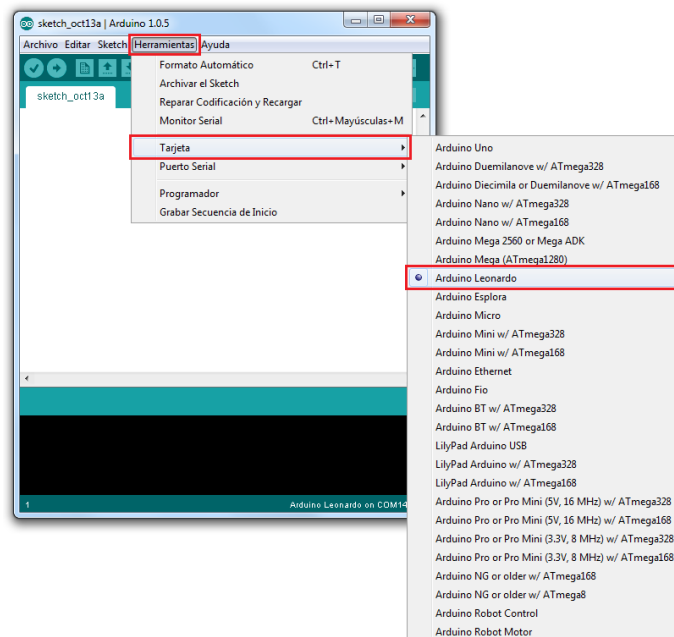 sketch_oct13a | Arduino 1.0.5
Archivo Editar Sketch Herramientas Ayuda
sketch_oct13a
Formato Automático Ctrl+T
Archivar el Sketch
Reparar Codificación y Recargar
Monitor Serial Ctrl+Mayúsculas+M
Tarjeta
Puerto Serial
Programador
Grabar Secuencia de Inicio
Arduino Uno
Arduino Duemilanove w/ ATmega328
Arduino Diecimila or Duemilanove w/ ATmega168
Arduino Nano w/ ATmega328
Arduino Nano w/ ATmega168
Arduino Mega 2560 or Mega ADK
Arduino Mega (ATmega1280)
Arduino Leonardo
Arduino Esplora
Arduino Micro
Arduino Mini w/ ATmega328
Arduino Mini w/ ATmega168
Arduino Ethernet
Arduino Fio
Arduino BT w/ ATmega328
Arduino BT w/ ATmega168
LilyPad Arduino USB
LilyPad Arduino w/ ATmega328
LilyPad Arduino w/ ATmega168
Arduino Pro or Pro Mini (5V, 16 MHz) w/ ATmega328
Arduino Pro or Pro Mini (5V, 16 MHz) w/ ATmega168
Arduino Pro or Pro Mini (3.3V, 8 MHz) w/ ATmega328
Arduino Pro or Pro Mini (3.3V, 8 MHz) w/ ATmega168
Arduino NG or older w/ ATmega168
Arduino NG or older w/ ATmega8
Arduino Robot Control
Arduino Robot Motor
1 Arduino Leonardo on COM14